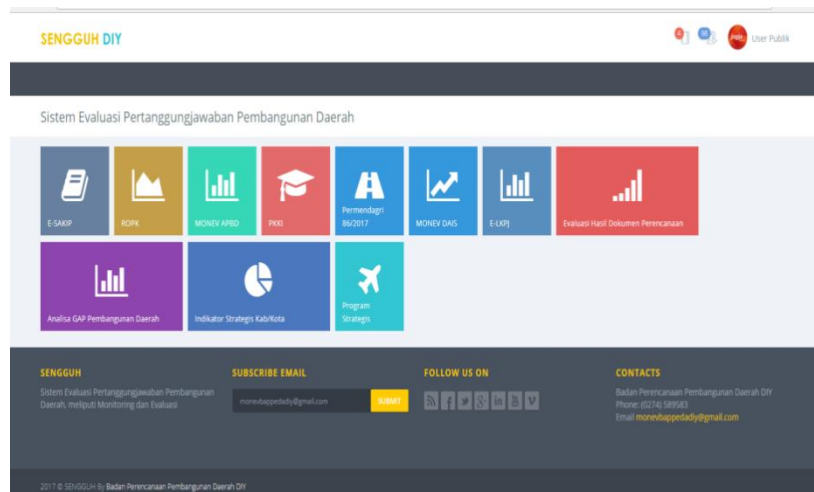 SENGGUH DIY
User Publik
Sistem Evaluasi Pertanggungjawaban Pembangunan Daerah
E-SAKIP
ROPK
MONEV APBD
PKKI
Permendagri
86/2017
MONEV DAIS
E-LKPJ
Evaluasi Hasil Dokumen Perencanaan
Analisa GAP Pembangunan Daerah
Indikator Strategis Kab/Kota
Program
Strategis
SENGGUH
Sistem Evaluasi Pertanggungjawaban Pembangunan
Daerah, meliputi Monitoring dan Evaluasi
SUBSCRIBE EMAIL
monevbappedadiy@gmail.com
SUBMIT
FOLLOW US ON
CONTACTS
Badan Perencanaan Pembangunan Daerah DIY
Phone: (0274) 589583
Email monevbappedadiy@gmail.com
2017 © SENGGUH By Badan Perencanaan Pembangunan Daerah DIY